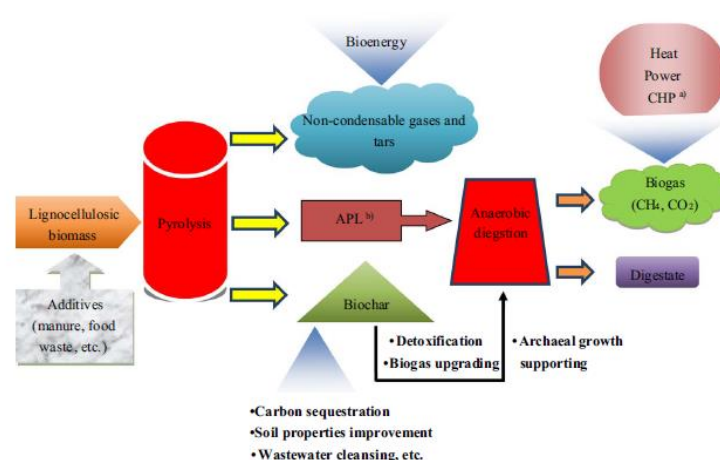 Bioenergy
Heat
Power
CHP a)
Non-condensable gases and
tars
Lignocellulosic
biomass
Pyrolysis
APL b)
Anaerobic
diegstion
Biogas
(CH4, CO2)
Additives
(manure, food
waste, etc.)
Biochar
Digestate
•Detoxification
•Biogas upgrading
•Archaeal growth
supporting
•Carbon sequestration
•Soil properties improvement
•Wastewater cleansing, etc.